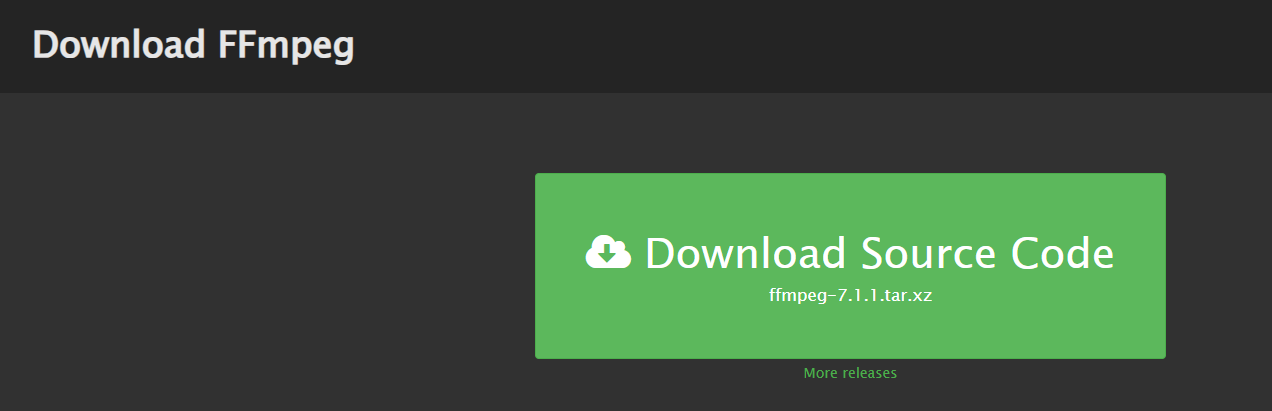 Download FFmpeg
Download Source Code
ffmpeg-7.1.1.tar.xz
More releases